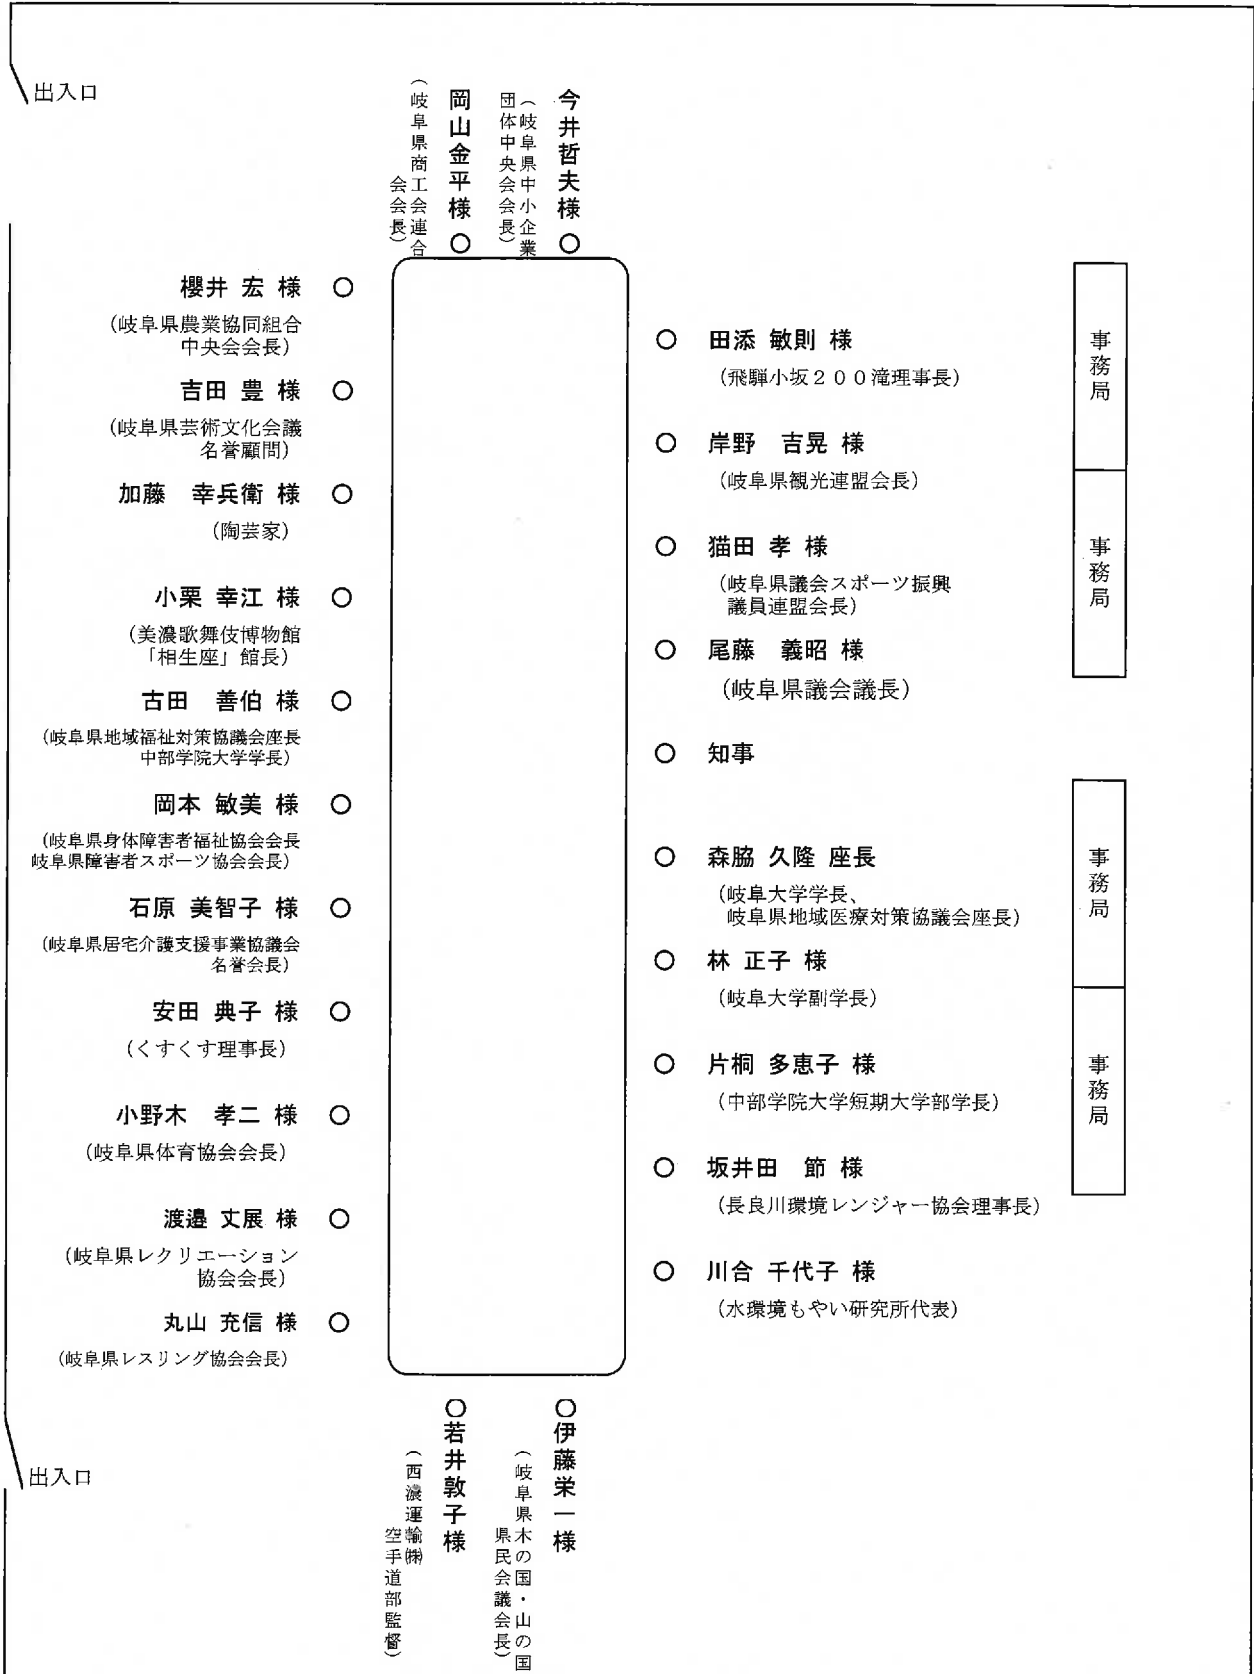 出入口
今井哲夫様 ○
（岐阜県中小企業
団体中央会会長）
岡山金平様 ○
（岐阜県商工会連合
会会長）
櫻井 宏 様 ○
（岐阜県農業協同組合
中央会会長）
吉田 豊 様 ○
（岐阜県芸術文化会議
名誉顧問）
加藤　幸兵衛 様 ○
（陶芸家）
小栗 幸江 様 ○
（美濃歌舞伎博物館
「相生座」館長）
古田　善伯 様 ○
（岐阜県地域福祉対策協議会座長
中部学院大学学長）
岡本 敏美 様 ○
（岐阜県身体障害者福祉協会会長
岐阜県障害者スポーツ協会会長）
石原 美智子 様 ○
（岐阜県居宅介護支援事業協議会
名誉会長）
安田 典子 様 ○
（くすくす理事長）
小野木　孝二 様 ○
（岐阜県体育協会会長）
渡邉 丈展 様 ○
（岐阜県レクリエーション
協会会長）
丸山 充信 様 ○
（岐阜県レスリング協会会長）
○ 田添 敏則 様
（飛騨小坂２００滝理事長）
○ 岸野　吉晃 様
（岐阜県観光連盟会長）
○ 猫田 孝 様
（岐阜県議会スポーツ振興
議員連盟会長）
○ 尾藤　義昭 様
（岐阜県議会議長）
○ 知事
○ 森脇 久隆 座長
（岐阜大学学長、
岐阜県地域医療対策協議会座長）
○ 林 正子 様
（岐阜大学副学長）
○ 片桐 多恵子 様
（中部学院大学短期大学部学長）
○ 坂井田　節 様
（長良川環境レンジャー協会理事長）
○ 川合 千代子 様
（水環境もやい研究所代表）
事務局
事務局
事務局
事務局
○伊藤栄一様
（岐阜県木の国・山の国
県民会議会長）
○若井敦子様
（西濃運輸㈱
空手道部監督）
出入口